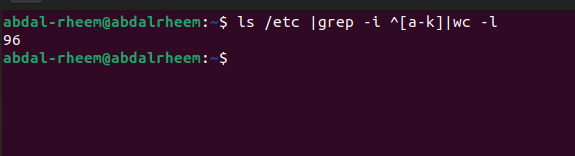 abdal-rheem@abdalrheem:~$ ls /etc |grep -i ^[a-k]|wc -l
96
abdal-rheem@abdalrheem:~$